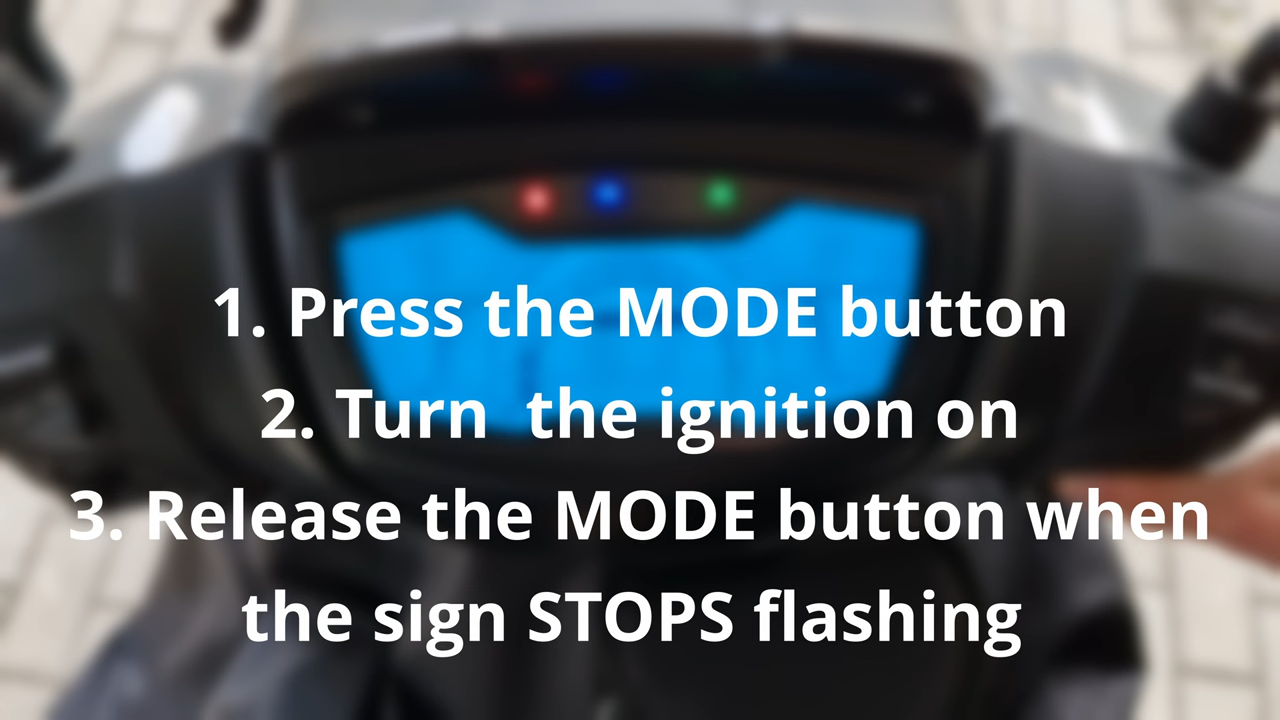 1. Press the MODE button
2. Turn  the ignition on
3. Release the MODE button when
the sign STOPS flashing